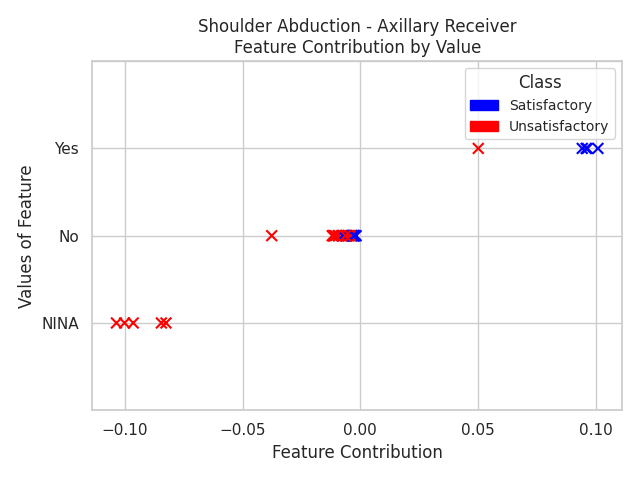 Shoulder Abduction - Axillary Receiver
Feature Contribution by Value
Class
Satisfactory
Unsatisfactory
Values of Feature
Yes
No
NINA
−0.10
−0.05
0.00
0.05
0.10
Feature Contribution